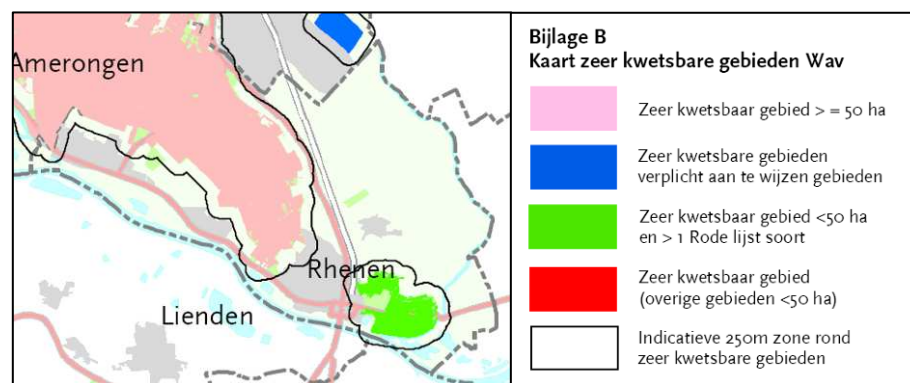 Amerongen
Rhenen
Lienden
Bijlage B
Kaart zeer kwetsbare gebieden Wav
Zeer kwetsbaar gebied > = 50 ha
Zeer kwetsbare gebieden
verplicht aan te wijzen gebieden
Zeer kwetsbaar gebied <50 ha
en > 1 Rode lijst soort
Zeer kwetsbaar gebied
(overige gebieden <50 ha)
Indicatieve 250m zone rond
zeer kwetsbare gebieden